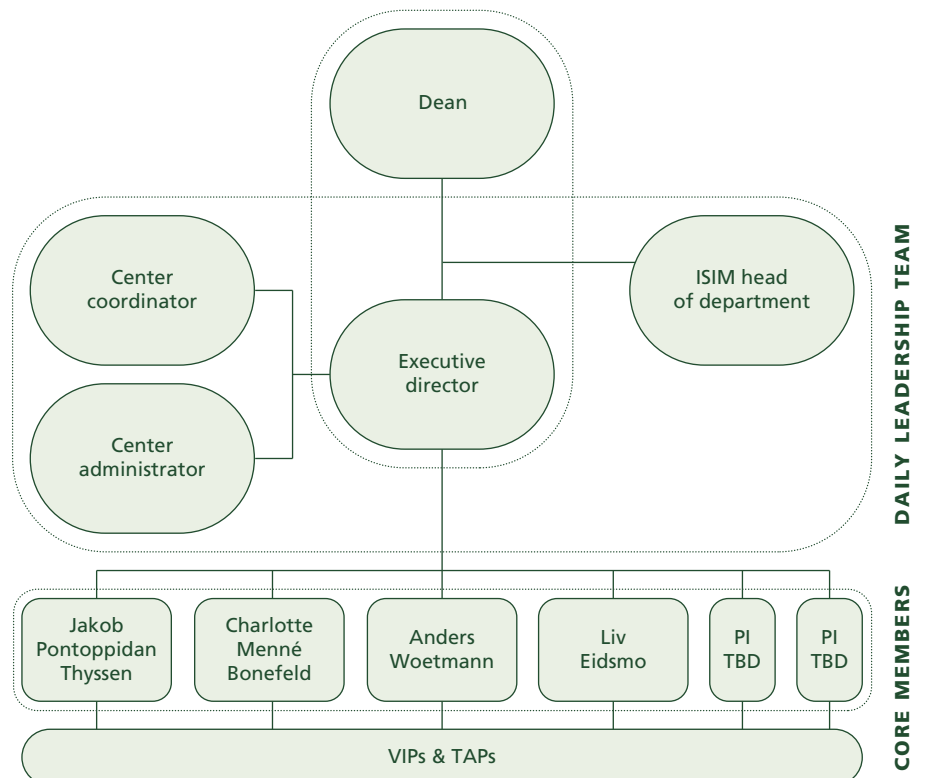 Dean
Center
coordinator
ISIM head
of department
Executive
director
Center
administrator
DAILY LEADERSHIP TEAM
Jakob
Pontoppidan
Thyssen
Charlotte
Menné
Bonefeld
Anders
Woetmann
Liv
Eidsmo
PI
TBD
PI
TBD
CORE MEMBERS
VIPs & TAPs